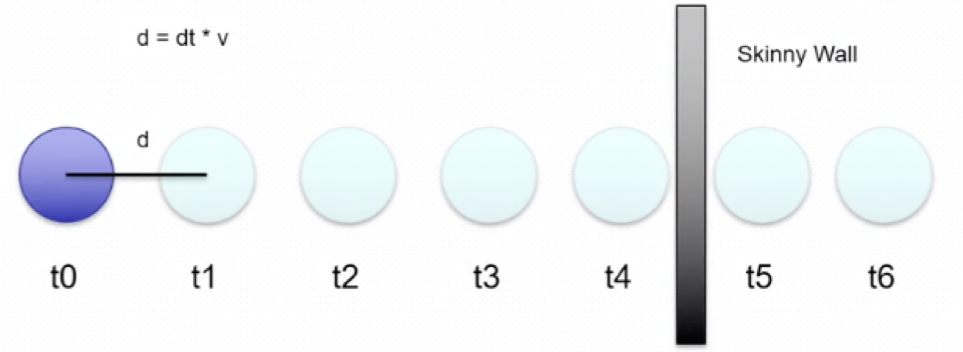 d = dt * v
Skinny Wall
d
t0 t1 t2 t3 t4 t5 t6